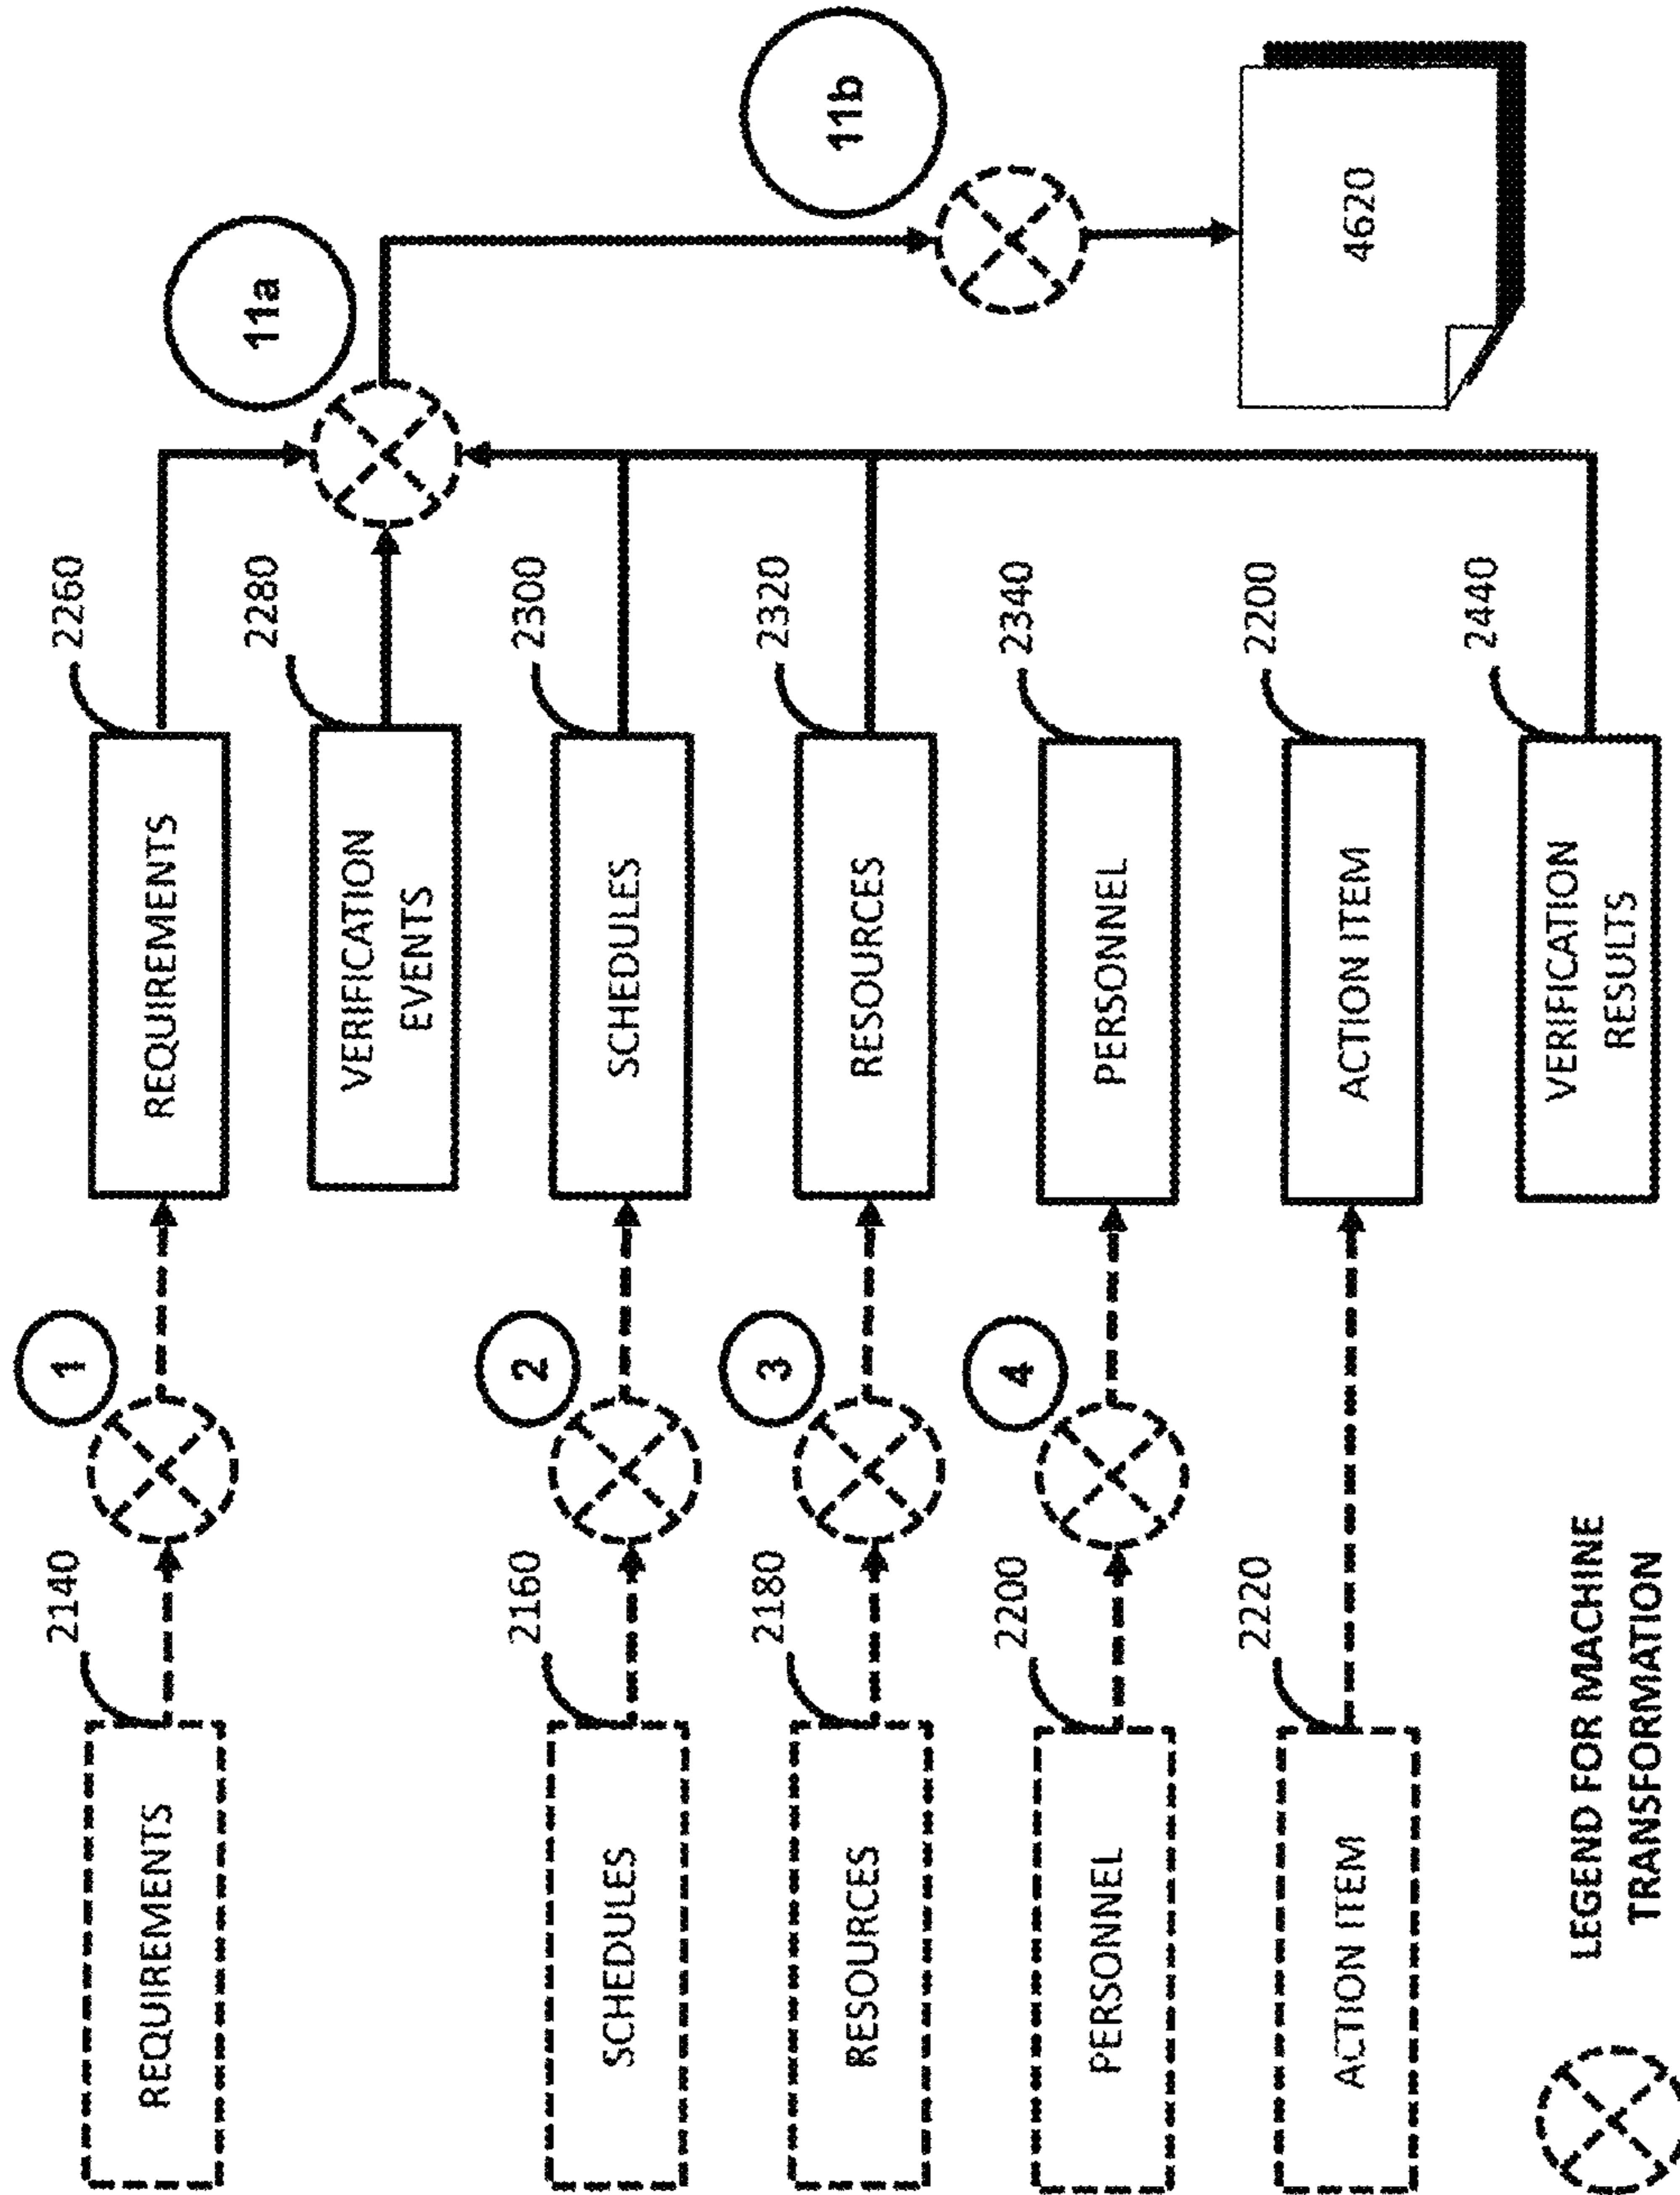 REQUIREMENTS
2140
1
REQUIREMENTS
2260
11a
VERIFICATION
EVENTS
2280
SCHEDULES
2160
2
SCHEDULES
2300
RESOURCES
2180
3
RESOURCES
2320
11b
PERSONNEL
2200
4
PERSONNEL
2340
ACTION ITEM
2220
ACTION ITEM
2200
4620
VERIFICATION
RESULTS
2440
LEGEND FOR MACHINE
TRANSFORMATION